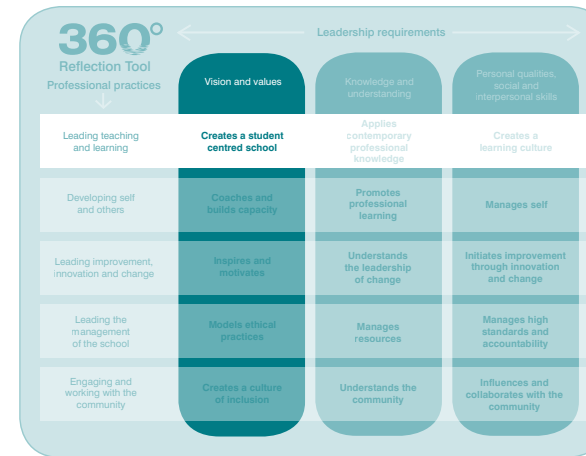 360°
Reflection Tool
Professional practices
Leadership requirements
Vision and values
Knowledge and
understanding
Personal qualities,
social and
interpersonal skills
Leading teaching
and learning
Creates a student
centred school
Applies
contemporary
professional
knowledge
Creates a
learning culture
Developing self
and others
Coaches and
builds capacity
Promotes
professional
learning
Manages self
Leading improvement,
innovation and change
Inspires and
motivates
Understands
the leadership
of change
Initiates improvement
through innovation
and change
Leading the
management
of the school
Models ethical
practices
Manages
resources
Manages high
standards and
accountability
Engaging and
working with the
community
Creates a culture
of inclusion
Understands the
community
Influences and
collaborates with the
community